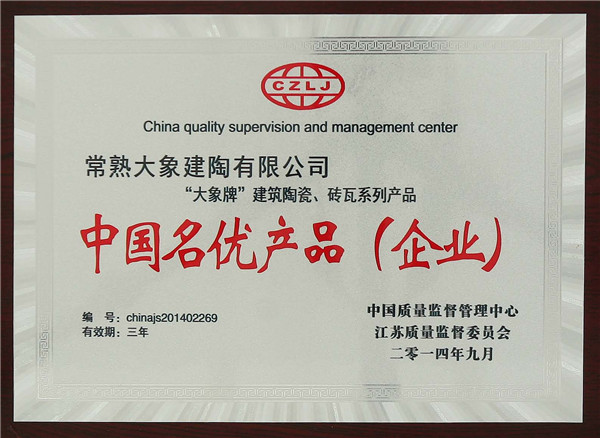 CZLJ
China quality supervision and management center
常熟大象建陶有限公司
“大象牌”建筑陶瓷、砖瓦系列产品
中国名优产品（企业）
编 号：chinajs201402269
有效期：三年
中国质量监督管理中心
江苏质量监督委员会
二零一四年九月